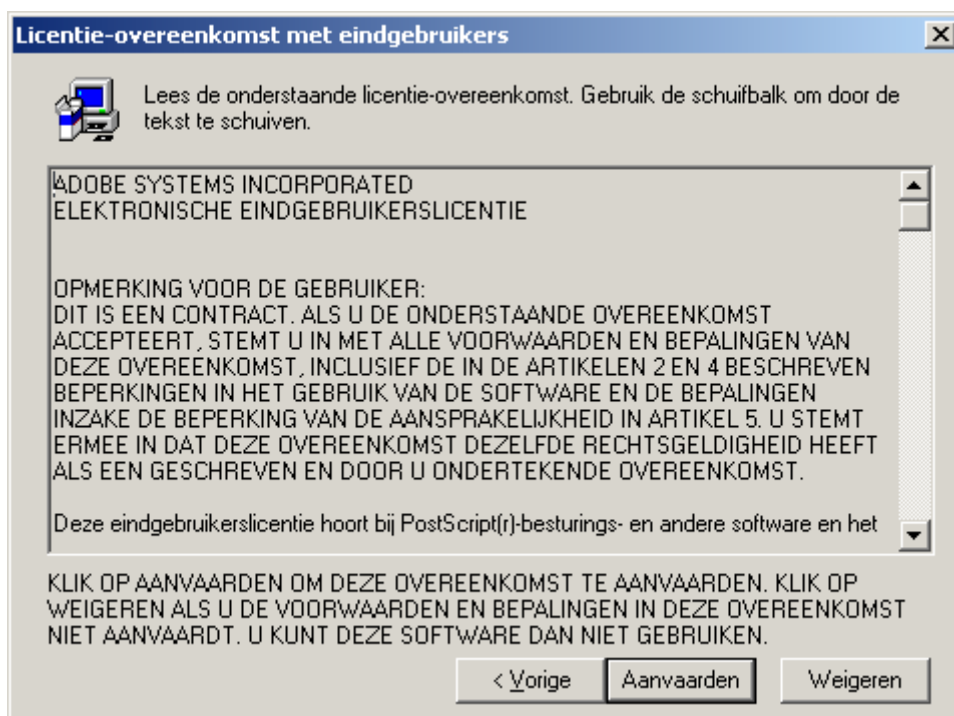 Licentie-overeenkomst met eindgebruikers
Lees de onderstaande licentie-overeenkomst. Gebruik de schuifbalk om door de
tekst te schuiven.
ADOBE SYSTEMS INCORPORATED
ELEKTRONISCHE EINDGEBRUIKERSLICENTIE
OPMERKING VOOR DE GEBRUIKER:
DIT IS EEN CONTRACT. ALS U DE ONDERSTAANDE OVEREENKOMST
ACCEPTEERT, STEMT U IN MET ALLE VOORWAARDEN EN BEPALINGEN VAN
DEZE OVEREENKOMST, INCLUSIEF DE IN DE ARTIKELEN 2 EN 4 BESCHREVEN
BEPERKINGEN IN HET GEBRUIK VAN DE SOFTWARE EN DE BEPALINGEN
INZAKE DE BEPERKING VAN DE AANSPRAKELIJKHEID IN ARTIKEL 5. U STEMT
ERMEE IN DAT DEZE OVEREENKOMST DEZELFDE RECHTSGELDIGHEID HEEFT
ALS EEN GESCHREVEN EN DOOR U ONDERTEKENDE OVEREENKOMST.
Deze eindgebruikerslicentie hoort bij PostScript(r)-besturings- en andere software en het
KLIK OP AANVAARDEN OM DEZE OVEREENKOMST TE AANVAARDEN. KLIK OP
WEIGEREN ALS U DE VOORWAARDEN EN BEPALINGEN IN DEZE OVEREENKOMST
NIET AANVAARDT. U KUNT DEZE SOFTWARE DAN NIET GEBRUIKEN.
< Vorige
Aanvaarden
Weigeren